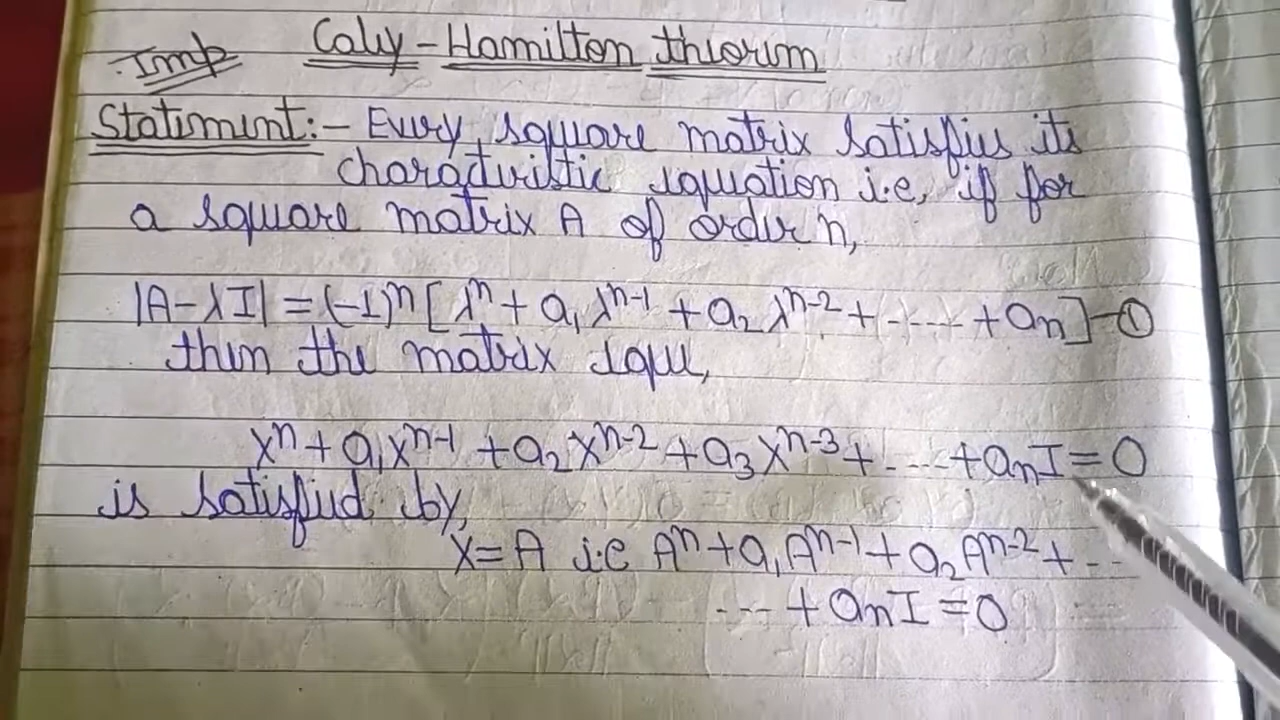 Imp Caly-Hamilton theorem
Statement:- Every square matrix satisfies its
characteristic equation i.e, if for
a square matrix A of order n,
|A-λI| = (-1)ⁿ [λⁿ + a₁λⁿ⁻¹ + a₂λⁿ⁻² + ------ + aₙ] -①
then the matrix eque,
xⁿ + a₁xⁿ⁻¹ + a₂xⁿ⁻² + a₃xⁿ⁻³ + ----- + aₙI = 0
is satisfied by,
x = A i.e Aⁿ + a₁Aⁿ⁻¹ + a₂Aⁿ⁻² + --
---- + aₙI = 0